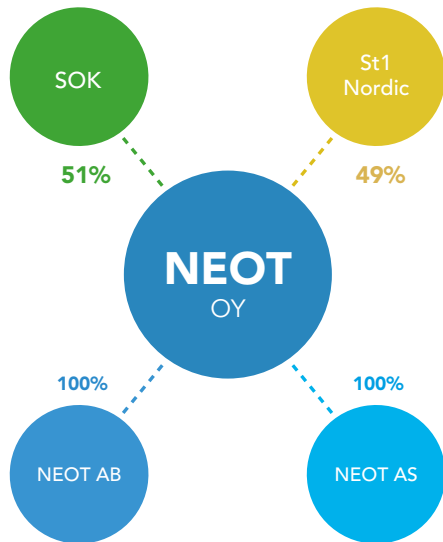 SOK
St1
Nordic
51%
49%
NEOT
OY
100%
100%
NEOT AB
NEOT AS